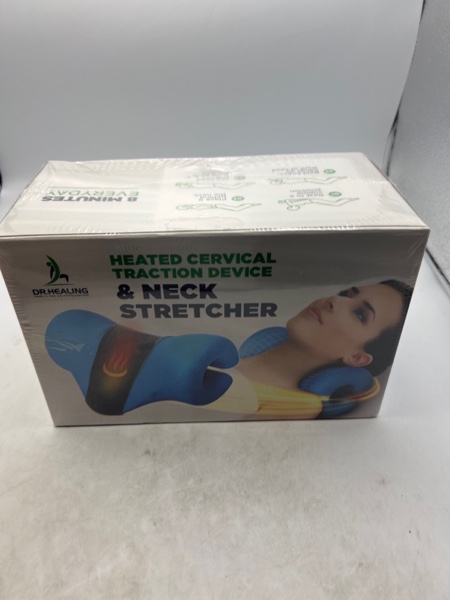 8 MINUTES
EVERYDAY
DR.HEALING
HEATED CERVICAL
TRACTION DEVICE
& NECK
STRETCHER